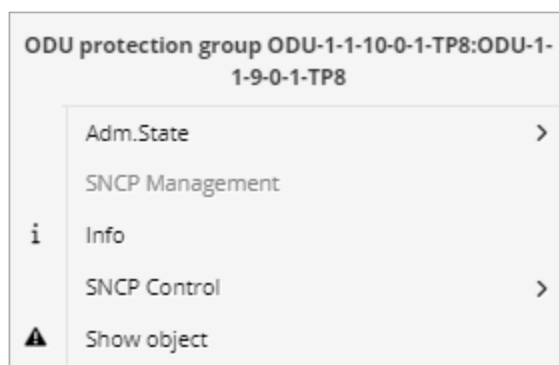 ODU protection group ODU-1-1-10-0-1-TP8:ODU-1-
1-9-0-1-TP8
Adm.State
SNCP Management
Info
SNCP Control
Show object